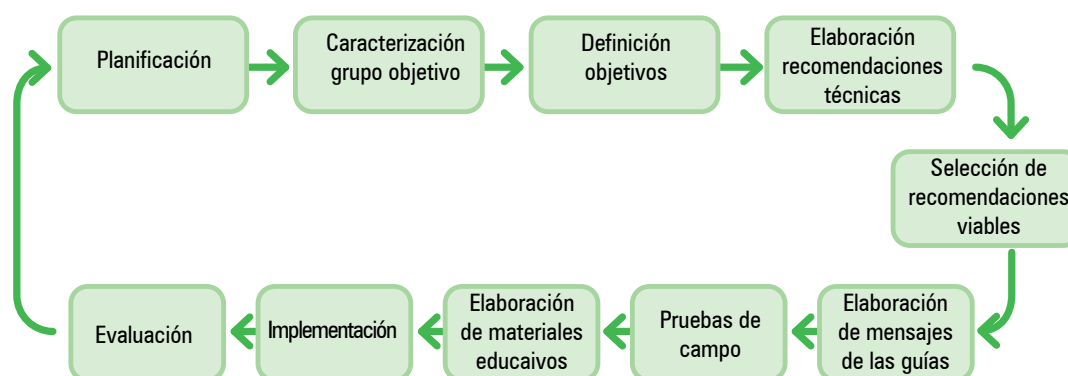 Planificación
Caracterización
grupo objetivo
Definición
objetivos
Elaboración
recomendaciones
técnicas
Selección de
recomendaciones
viables
Elaboración
de mensajes
de las guías
Pruebas de
campo
Elaboración
de materiales
educaivos
Implementación
Evaluación